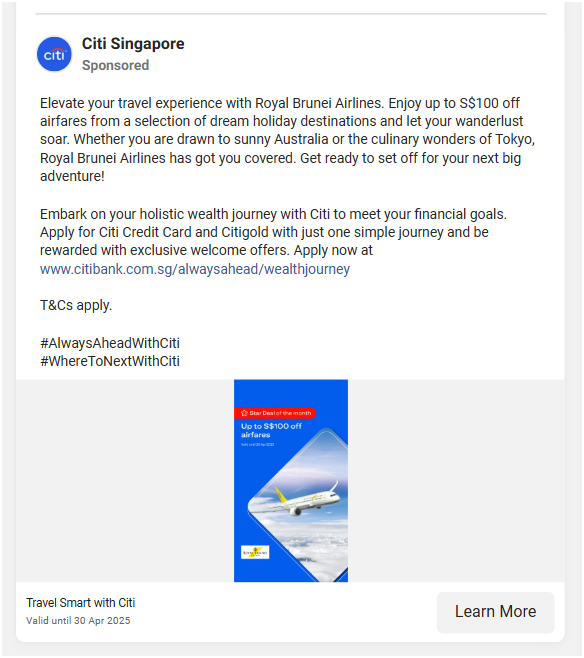 citi
Citi Singapore
Sponsored
Elevate your travel experience with Royal Brunei Airlines. Enjoy up to S$100 off
airfares from a selection of dream holiday destinations and let your wanderlust
soar. Whether you are drawn to sunny Australia or the culinary wonders of Tokyo,
Royal Brunei Airlines has got you covered. Get ready to set off for your next big
adventure!
Embark on your holistic wealth journey with Citi to meet your financial goals.
Apply for Citi Credit Card and Citigold with just one simple journey and be
rewarded with exclusive welcome offers. Apply now at
www.citibank.com.sg/alwaysahead/wealthjourney
T&Cs apply.
#AlwaysAheadWithCiti
#WhereToNextWithCiti
Star Deal of the month
Up to S$100 off
airfares
Valid until 30 Apr 2025
Travel Smart with Citi
Valid until 30 Apr 2025
Learn More